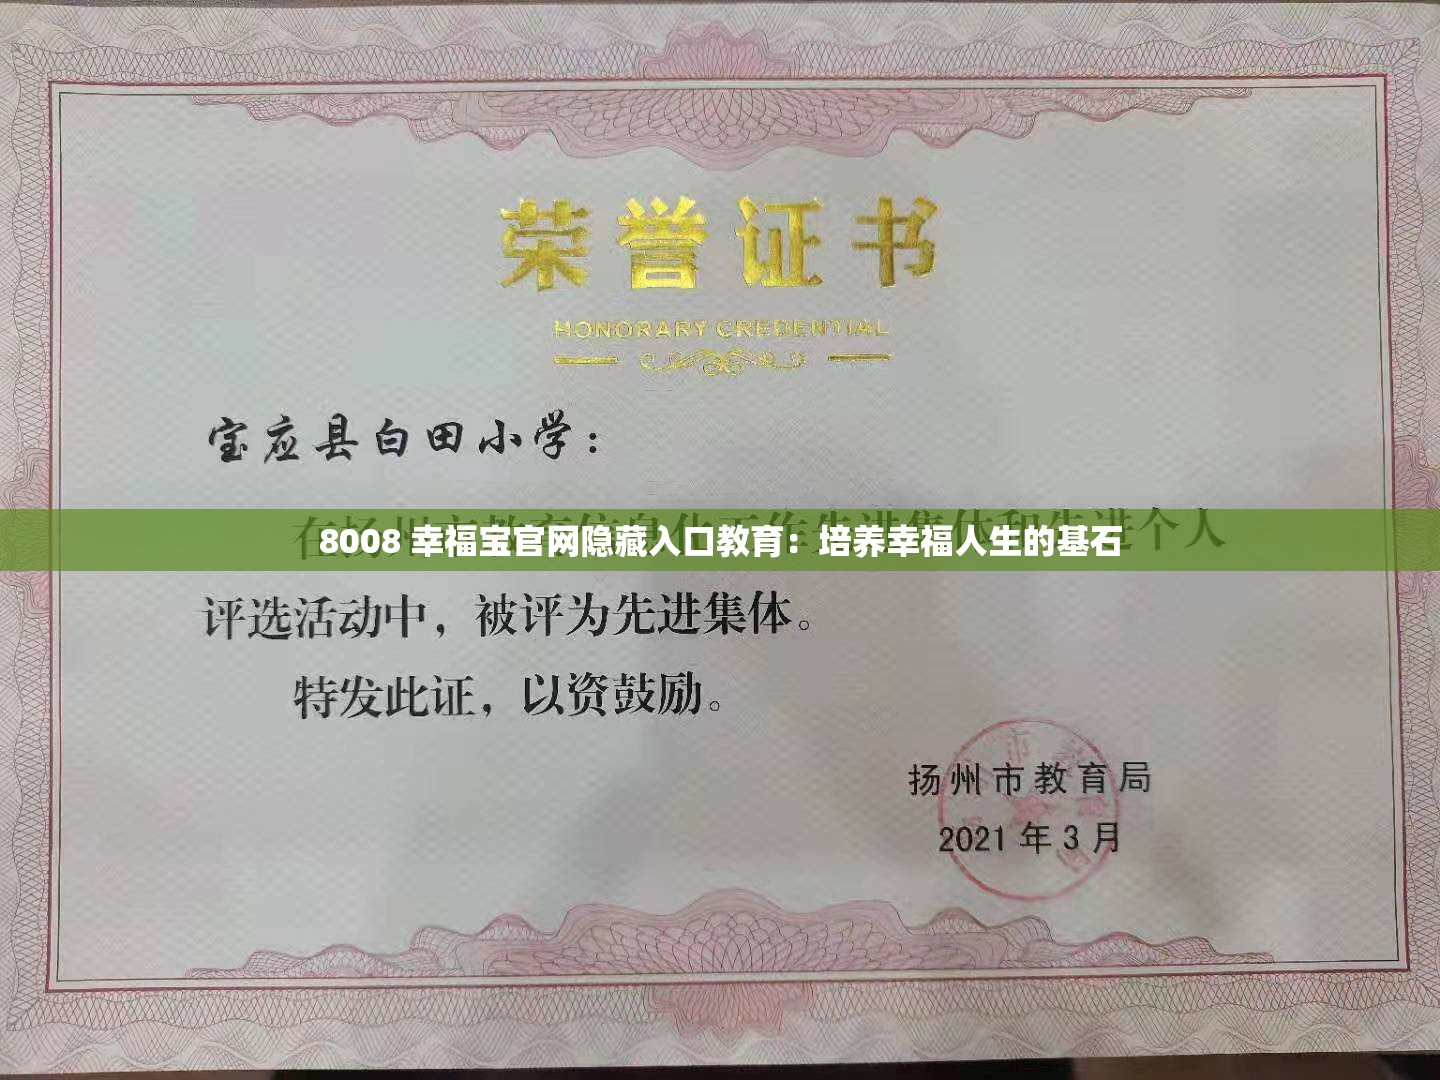 荣誉证书
HONORARY CREDENTIAL
宝应县白田小学：
8008 幸福宝官网隐藏入口教育：培养幸福人生的基石
个人
评选活动中，被评为先进集体。
特发此证，以资鼓励。
扬州市教育局
2021 年 3 月